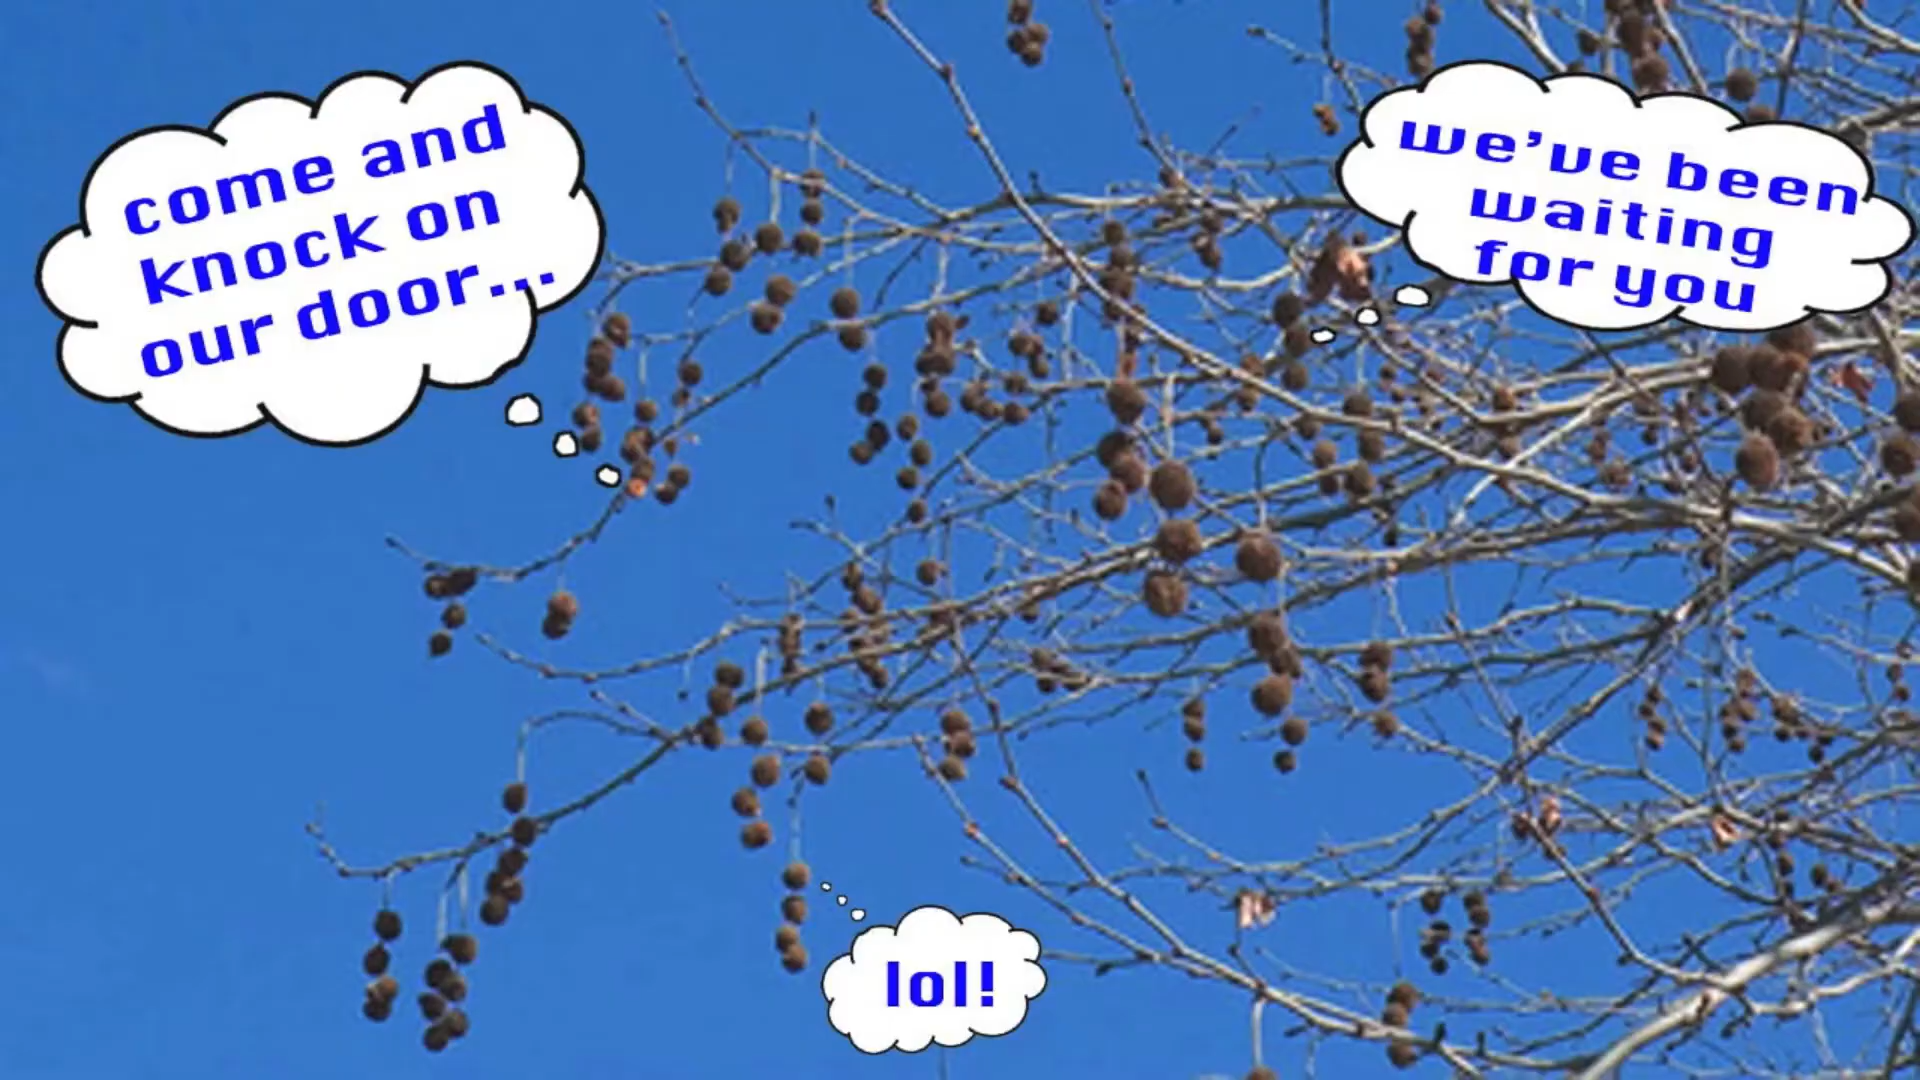 come and
knock on
our door...
we've been
waiting
for you
lol!